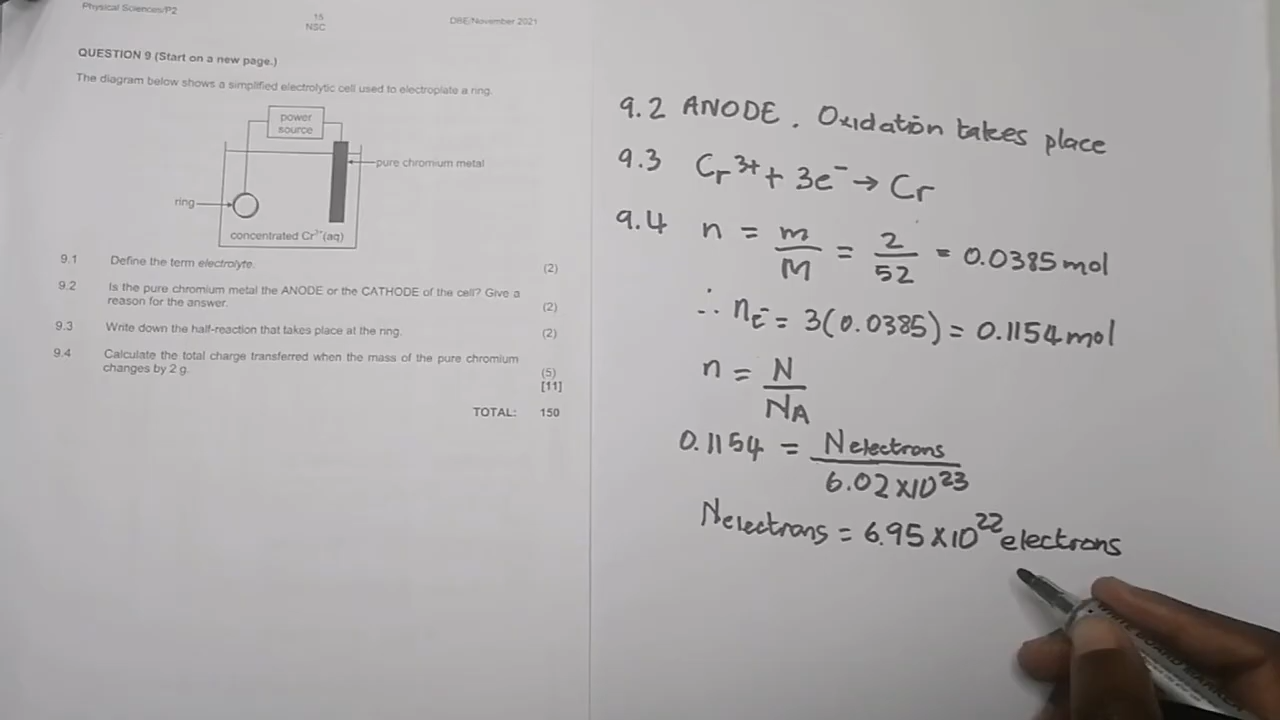 Physical Sciences/P2
15
NSC
DBE/November 2021
QUESTION 9 (Start on a new page.)
The diagram below shows a simplified electrolytic cell used to electroplate a ring.
power
source
pure chromium metal
ring
concentrated Cr³⁺(aq)
9.1 Define the term electrolyte. (2)
9.2 Is the pure chromium metal the ANODE or the CATHODE of the cell? Give a
reason for the answer. (2)
9.3 Write down the half-reaction that takes place at the ring. (2)
9.4 Calculate the total charge transferred when the mass of the pure chromium
changes by 2 g. (5)
[11]
TOTAL: 150
9.2 ANODE. Oxidation takes place
9.3 Cr³⁺ + 3e⁻ → Cr
9.4 n = m/M = 2/52 = 0.0385 mol
∴ nₑ⁻ = 3(0.0385) = 0.1154 mol
n = N/NA
0.1154 = Nelectrons/6.02×10²³
Nelectrons = 6.95×10²² electrons